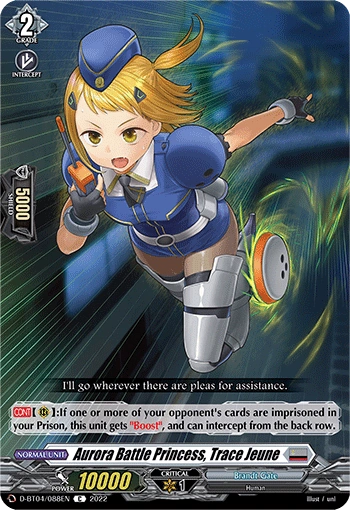 2
GRADE
INTERCEPT
5000
SHIELD
I'll go wherever there are pleas for assistance.
CONT【R】:If one or more of your opponent's cards are imprisoned in
your Prison, this unit gets "Boost", and can intercept from the back row.
NORMAL UNIT Aurora Battle Princess, Trace Jeune
POWER 10000 CRITICAL 1 Brandt Gate
Human
D-BT04/088EN C 2022 Illust / uni